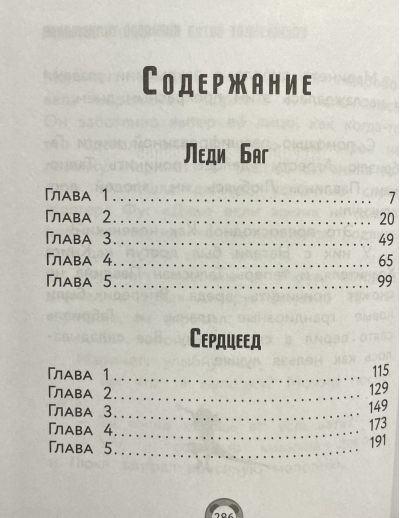 Содержание
Леди Баг
Глава 1 7
Глава 2 20
Глава 3 49
Глава 4 65
Глава 5 99
Сердцеед
Глава 1 115
Глава 2 129
Глава 3 149
Глава 4 173
Глава 5 191
286